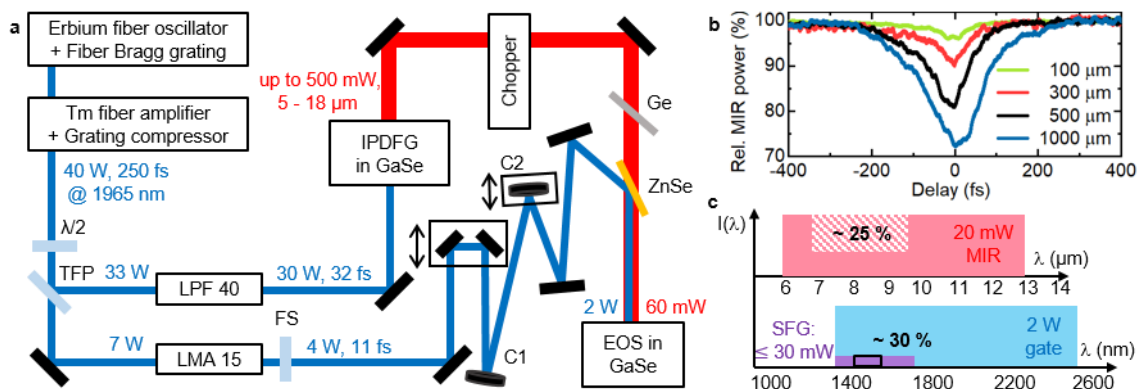 a
Erbium fiber oscillator
+ Fiber Bragg grating
Tm fiber amplifier
+ Grating compressor
40 W, 250 fs
@ 1965 nm
λ/2
TFP
33 W
LPF 40
30 W, 32 fs
7 W
LMA 15
FS
4 W, 11 fs
up to 500 mW,
5 - 18 µm
IPDFG
in GaSe
Chopper
Ge
ZnSe
C2
C1
2 W
60 mW
EOS in
GaSe
b
Rel. MIR power (%)
100
90
80
70
100 µm
300 µm
500 µm
1000 µm
-400
-200
0
200
400
Delay (fs)
c
I(λ)
~ 25 %
20 mW
MIR
λ (µm)
6 7 8 9 10 11 12 13 14
SFG:
≤ 30 mW
~ 30 %
2 W
gate
λ (nm)
1000 1400 1800 2200 2600